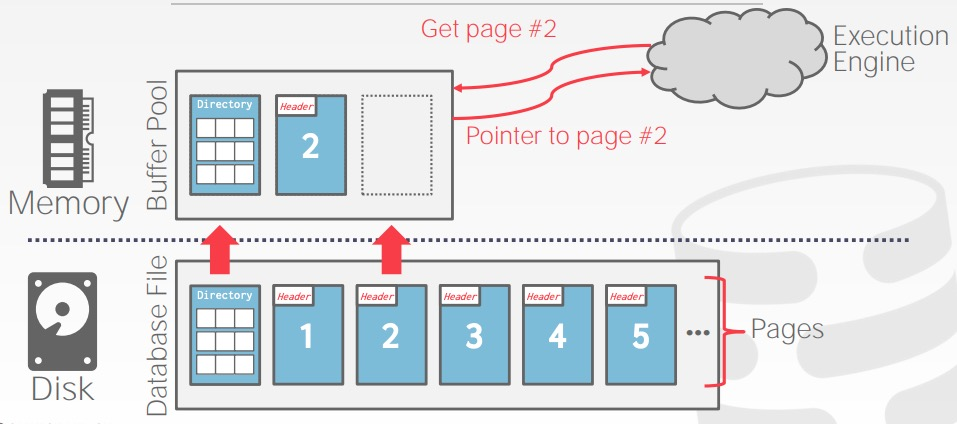 Get page #2
Execution
Engine
Directory
Header
2
Buffer Pool
Pointer to page #2
Memory
Database File
Directory
Header
1
Header
2
Header
3
Header
4
Header
5
...
Pages
Disk